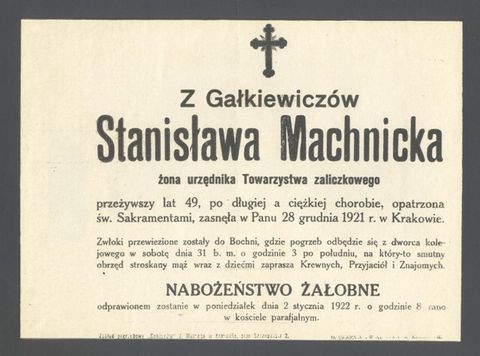 Z Gałkiewiczów
Stanisława Machnicka
żona urzędnika Towarzystwa zaliczkowego
przeżywszy lat 49, po długiej a ciężkiej chorobie, opatrzona
św. Sakramentami, zasnęła w Panu 28 grudnia 1921 r. w Krakowie.
Zwłoki przewiezione zostały do Bochni, gdzie pogrzeb odbędzie się z dworca kole-
jowego w sobotę dnia 31 b. m. o godzinie 3 po południu, na który-to smutny
obrzęd stroskany mąż wraz z dziećmi zaprasza Krewnych, Przyjaciół i Znajomych.
NABOŻEŃSTWO ŻAŁOBNE
odprawionem zostanie w poniedziałek dnia 2 stycznia 1922 r. o godzinie 8 rano
w kościele parafjalnym.
Zakład pogrzebowy